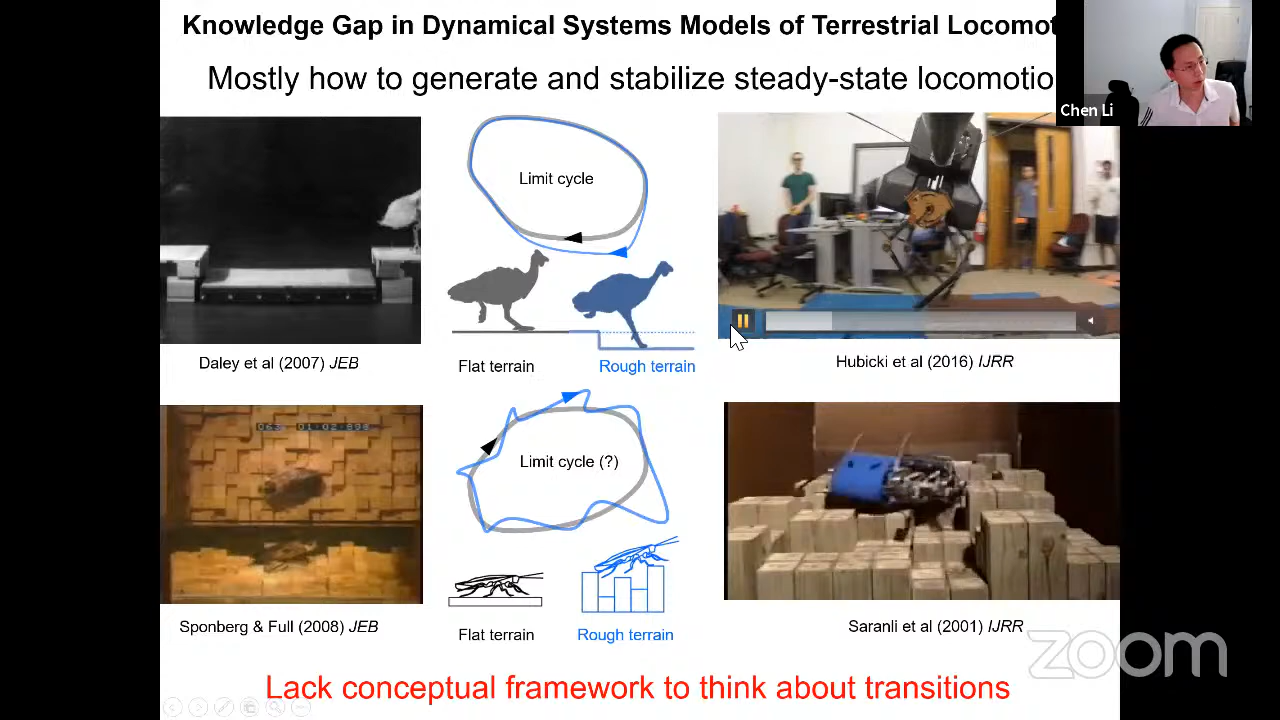 Knowledge Gap in Dynamical Systems Models of Terrestrial Locomot
Mostly how to generate and stabilize steady-state locomotio
Chen Li
Limit cycle
Daley et al (2007) JEB
Flat terrain
Rough terrain
Hubicki et al (2016) IJRR
Limit cycle (?)
Sponberg & Full (2008) JEB
Flat terrain
Rough terrain
Saranli et al (2001) IJRR
zoom
Lack conceptual framework to think about transitions